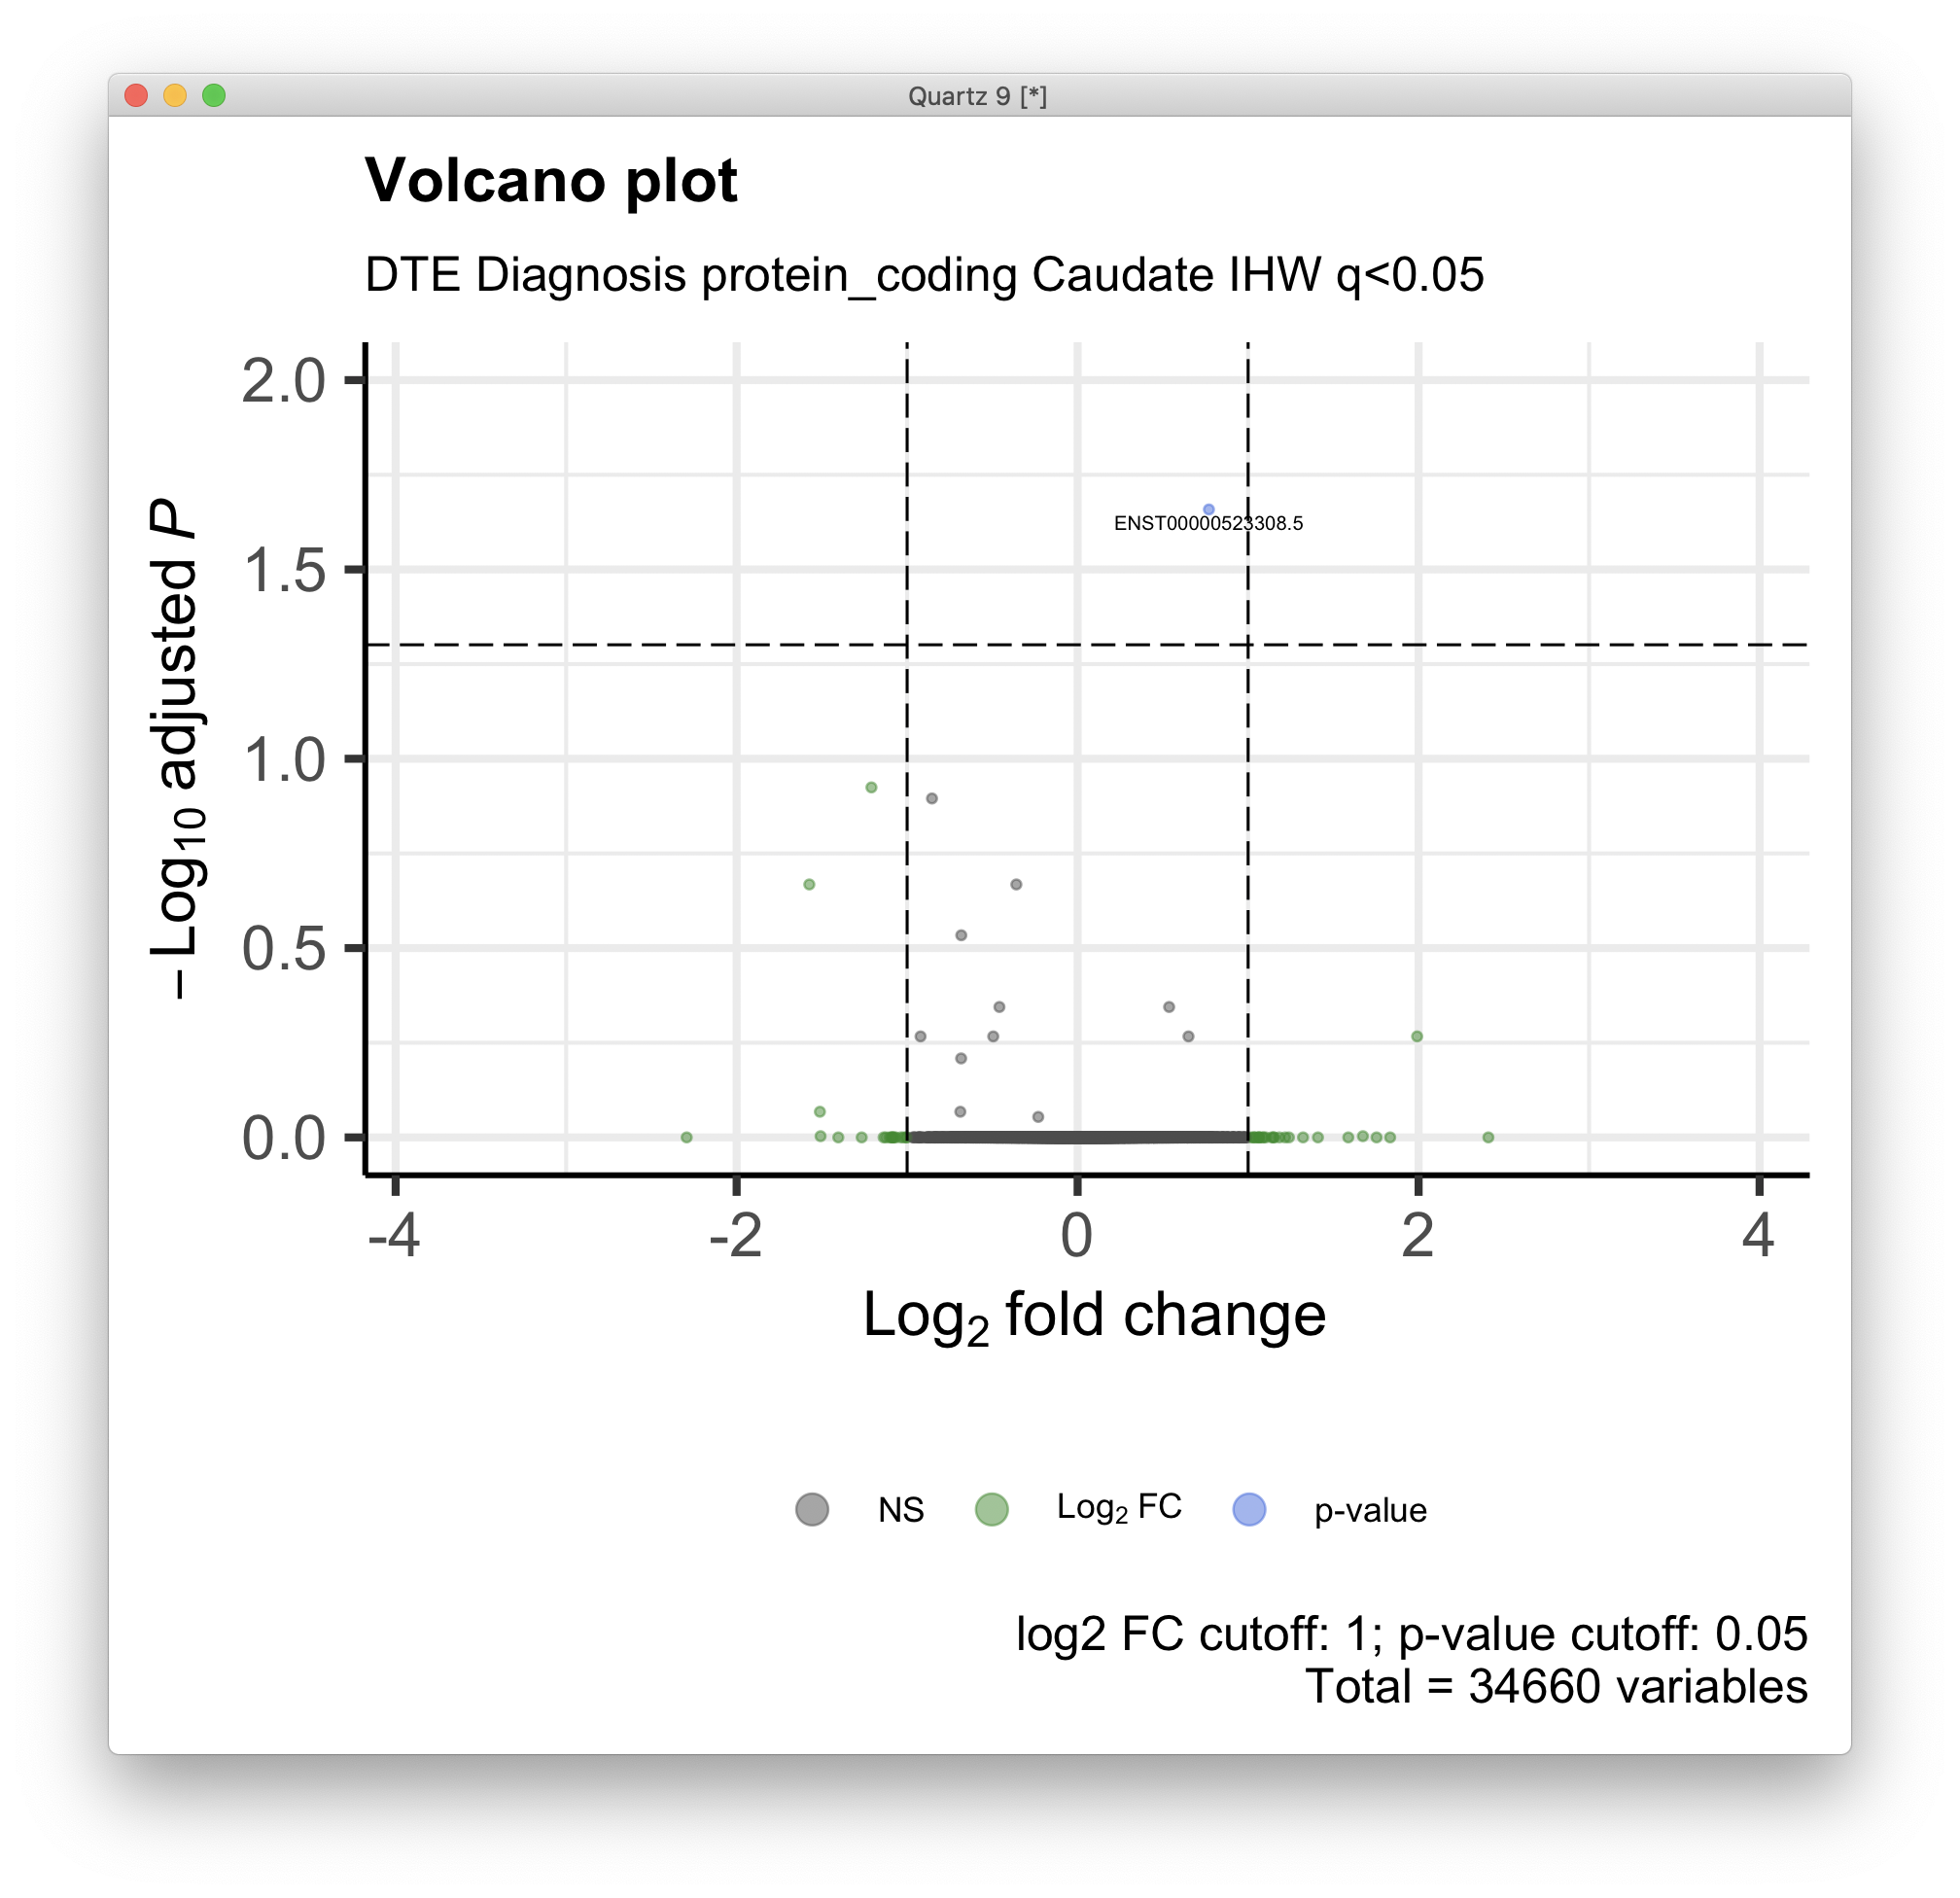 Quartz 9 [*]
Volcano plot
DTE Diagnosis protein_coding Caudate IHW q<0.05
−Log₁₀ adjusted P
2.0
1.5
1.0
0.5
0.0
ENST00000523308.5
-4 -2 0 2 4
Log₂ fold change
NS Log₂ FC p-value
log2 FC cutoff: 1; p-value cutoff: 0.05
Total = 34660 variables